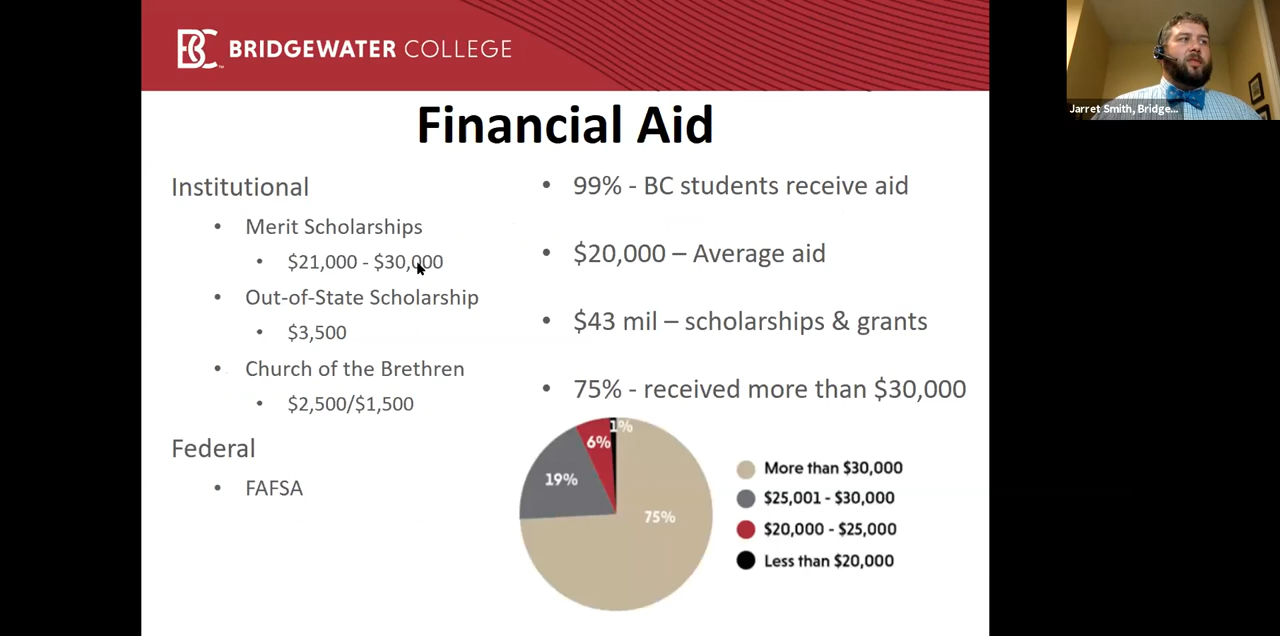 BC BRIDGEWATER COLLEGE
Financial Aid
Institutional
• Merit Scholarships
• $21,000 - $30,000
• Out-of-State Scholarship
• $3,500
• Church of the Brethren
• $2,500/$1,500
Federal
• FAFSA
• 99% - BC students receive aid
• $20,000 – Average aid
• $43 mil – scholarships & grants
• 75% - received more than $30,000
1%
6%
19%
75%
More than $30,000
$25,001 - $30,000
$20,000 - $25,000
Less than $20,000
Jarret Smith, Bridge...